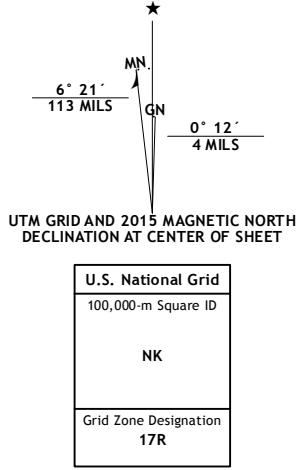 ★
MN
6° 21´
113 MILS
GN
0° 12´
4 MILS
UTM GRID AND 2015 MAGNETIC NORTH
DECLINATION AT CENTER OF SHEET
U.S. National Grid
100,000-m Square ID
NK
Grid Zone Designation
17R